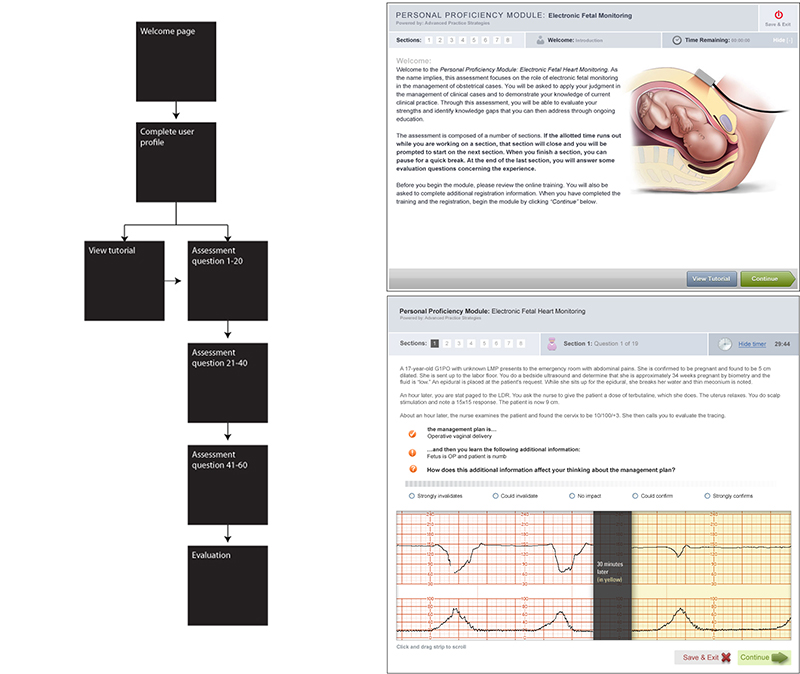 Welcome page
Complete user
profile
View tutorial
Assessment
question 1-20
Assessment
question 21-40
Assessment
question 41-60
Evaluation
PERSONAL PROFICIENCY MODULE: Electronic Fetal Monitoring
Powered by: Advanced Practice Strategies
Save & Exit
Sections: 1 2 3 4 5 6 7 8
Welcome: Introduction
Time Remaining: 00:00:00
Hide (-)
Welcome:
Welcome to the Personal Proficiency Module: Electronic Fetal Heart Monitoring. As
the name implies, this assessment focuses on the role of electronic fetal monitoring
in the management of obstetrical cases. You will be asked to apply your judgment in
the management of clinical cases and to demonstrate your knowledge of current
clinical practice. Through this assessment, you will be able to evaluate your
strengths and identify knowledge gaps that you can then address through ongoing
education.
The assessment is composed of a number of sections. If the allotted time runs out
while you are working on a section, that section will close and you will be
prompted to start on the next section. When you finish a section, you can
pause for a quick break. At the end of the last section, you will answer some
evaluation questions concerning the experience.
Before you begin the module, please review the online training. You will also be
asked to complete additional registration information. When you have completed the
training and the registration, begin the module by clicking "Continue" below.
View Tutorial
Continue
Personal Proficiency Module: Electronic Fetal Heart Monitoring
Powered by: Advanced Practice Strategies
Sections: 1 2 3 4 5 6 7 8
Section 1: Question 1 of 19
Hide timer
29:44
A 17-year-old G1P0 with unknown LMP presents to the emergency room with abdominal pains. She is confirmed to be pregnant and found to be 5 cm
dilated. She is sent up to the labor floor. You do a bedside ultrasound and determine that she is approximately 34 weeks pregnant by biometry and the
fluid is "low." An epidural is placed at the patient's request. While she sits up for the epidural, she breaks her water and thin meconium is noted.
An hour later, you are stat paged to the LDR. You ask the nurse to give the patient a dose of terbutaline, which she does. The uterus relaxes. You do scalp
stimulation and note a 15x15 response. The patient is now 9 cm.
About an hour later, the nurse examines the patient and found the cervix to be 10/100/+3. She then calls you to evaluate the tracing.
the management plan is...
Operative vaginal delivery
...and then you learn the following additional information:
Fetus is OP and patient is numb
How does this additional information affect your thinking about the management plan?
Strongly invalidates
Could invalidate
No impact
Could confirm
Strongly confirms
30 minutes
later
(in yellow)
Click and drag strip to scroll
Save & Exit
Continue